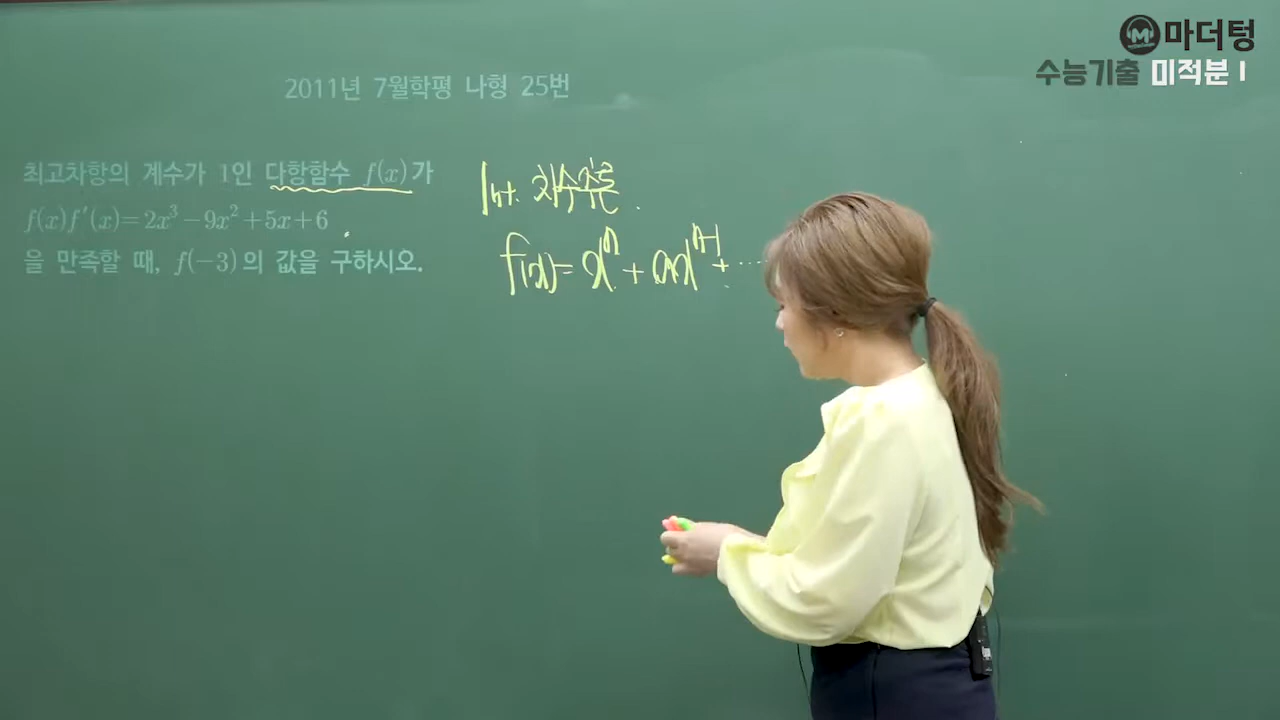 마더텅
수능기출 미적분 I
2011년 7월학평 나형 25번
최고차항의 계수가 1인 다항함수 f(x)가
f(x)f'(x)=2x³-9x²+5x+6
을 만족할 때, f(-3)의 값을 구하시오.
1st. 차수추론.
f(x)=xⁿ+axⁿ⁻¹+…